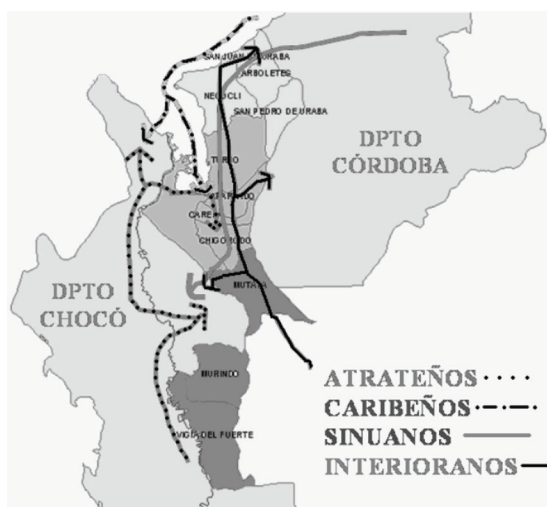 SAN JUAN URABA
ARBOLETES
NECOCLI
SAN PEDRO DE URABA
DPTO
CÓRDOBA
TURBO
APARTADO
CAREPA
CHIGORODO
MUTATA
DPTO
CHOCÓ
MURINDO
VIGIA DEL FUERTE
ATRATEÑOS
CARIBEÑOS
SINUANOS
INTERIORANOS